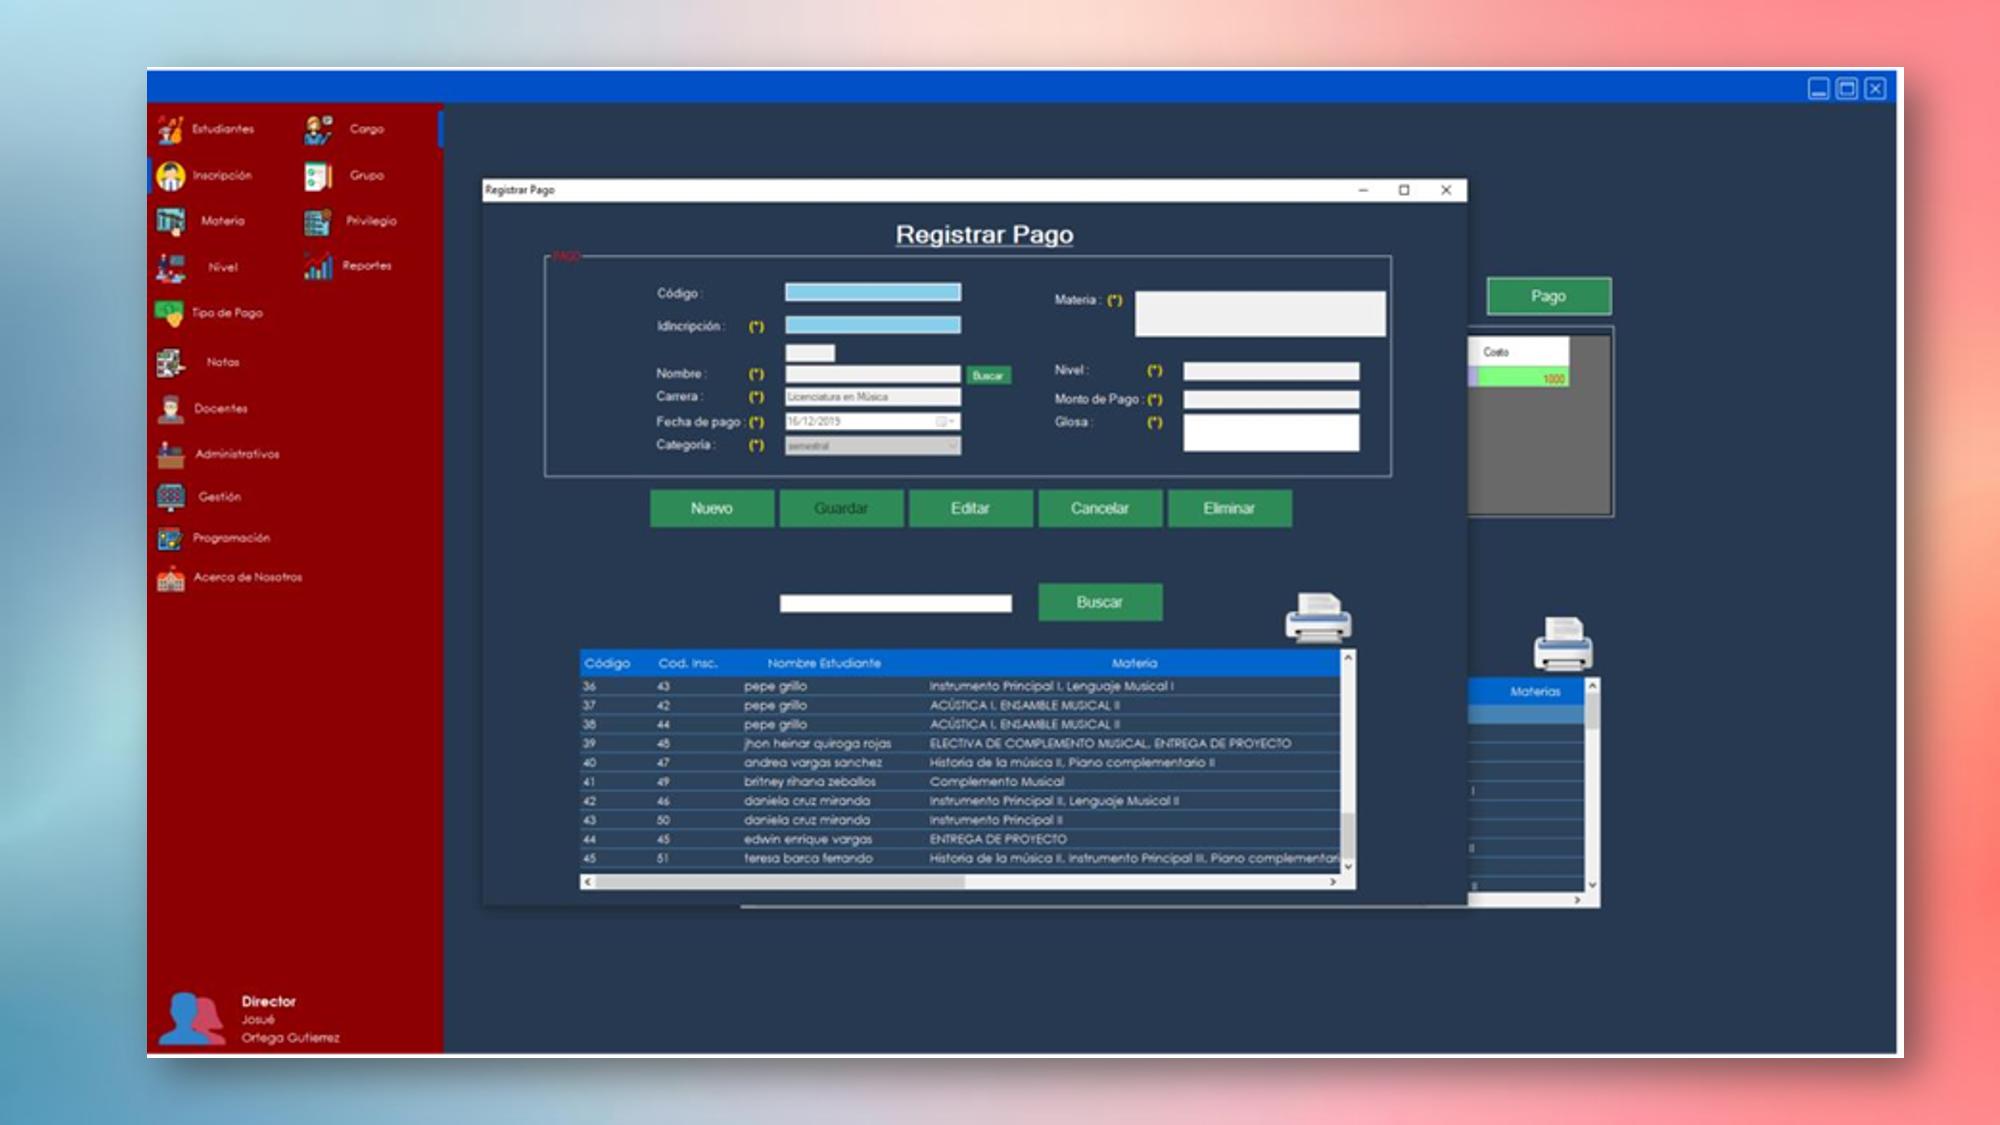 Estudiantes
Cargo
Inscripción
Grupo
Materia
Privilegio
Nivel
Reportes
Tipo de Pago
Notas
Docentes
Administrativos
Gestión
Programación
Acerca de Nosotros
Director
Josué
Ortega Gutierrez
Registrar Pago
Registrar Pago
PAGO
Código :
Materia : (*)
IdIncripción : (*)
Nombre : (*)
Buscar
Nivel : (*)
Carrera : (*) Licenciatura en Música
Monto de Pago : (*)
Fecha de pago : (*) 16/12/2019
Glosa : (*)
Categoria : (*) semestral
Nuevo Guardar Editar Cancelar Eliminar
Buscar
Código Cod. Insc. Nombre Estudiante Materia
36 43 pepe grillo Instrumento Principal I, Lenguaje Musical I
37 42 pepe grillo ACÚSTICA I, ENSAMBLE MUSICAL II
38 44 pepe grillo ACÚSTICA I, ENSAMBLE MUSICAL II
39 48 jhon heinar quiroga rojas ELECTIVA DE COMPLEMENTO MUSICAL, ENTREGA DE PROYECTO
40 47 andrea vargas sanchez Historia de la música II, Piano complementario II
41 49 britney rihana zeballos Complemento Musical
42 46 daniela cruz miranda Instrumento Principal II, Lenguaje Musical II
43 50 daniela cruz miranda Instrumento Principal II
44 45 edwin enrique vargas ENTREGA DE PROYECTO
45 51 teresa barca ferrando Historia de la música II, Instrumento Principal III, Piano complementari
Pago
Costo
1000
Materias
I
II
II